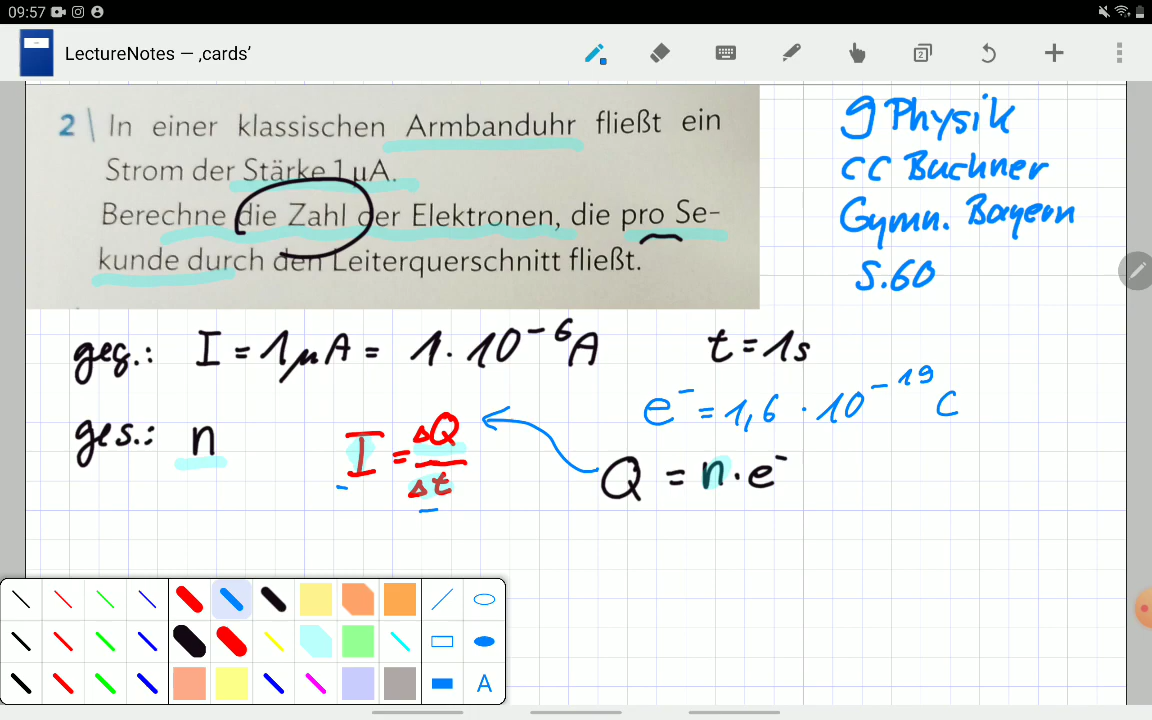 09:57
LectureNotes — ‚cards’
2
2 | In einer klassischen Armbanduhr fließt ein
Strom der Stärke 1 µA.
Berechne die Zahl der Elektronen, die pro Se-
kunde durch den Leiterquerschnitt fließt.
9 Physik
CC Buchner
Gymn. Bayern
S.60
geg.: I = 1µA = 1 · 10⁻⁶A t = 1s
e⁻ = 1,6 · 10⁻¹⁹ C
ges.: n I = ΔQ/Δt Q = n · e⁻
A